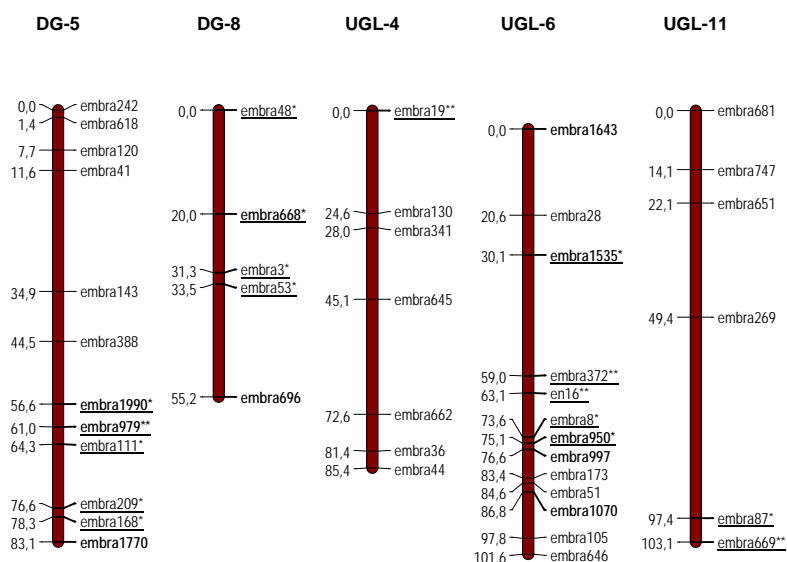 DG-5
0,0 embra242
1,4 embra618
7,7 embra120
11,6 embra41
34,9 embra143
44,5 embra388
56,6 embra1990*
61,0 embra979**
64,3 embra111*
76,6 embra209*
78,3 embra168*
83,1 embra1770
DG-8
0,0 embra48*
20,0 embra668*
31,3 embra3*
33,5 embra53*
55,2 embra696
UGL-4
0,0 embra19**
24,6 embra130
28,0 embra341
45,1 embra645
72,6 embra662
81,4 embra36
85,4 embra44
UGL-6
0,0 embra1643
20,6 embra28
30,1 embra1535*
59,0 embra372**
63,1 en16**
73,6 embra8*
75,1 embra950*
76,6 embra997
83,4 embra173
84,6 embra51
86,8 embra1070
97,8 embra105
101,6 embra646
UGL-11
0,0 embra681
14,1 embra747
22,1 embra651
49,4 embra269
97,4 embra87*
103,1 embra669**